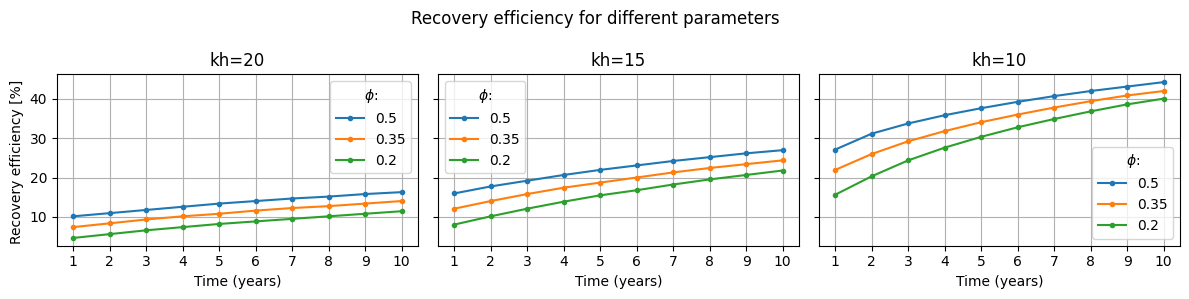 Recovery efficiency for different parameters
kh=20
Recovery efficiency [%]
40
30
20
10
ϕ:
0.5
0.35
0.2
1 2 3 4 5 6 7 8 9 10
Time (years)
kh=15
ϕ:
0.5
0.35
0.2
1 2 3 4 5 6 7 8 9 10
Time (years)
kh=10
ϕ:
0.5
0.35
0.2
1 2 3 4 5 6 7 8 9 10
Time (years)